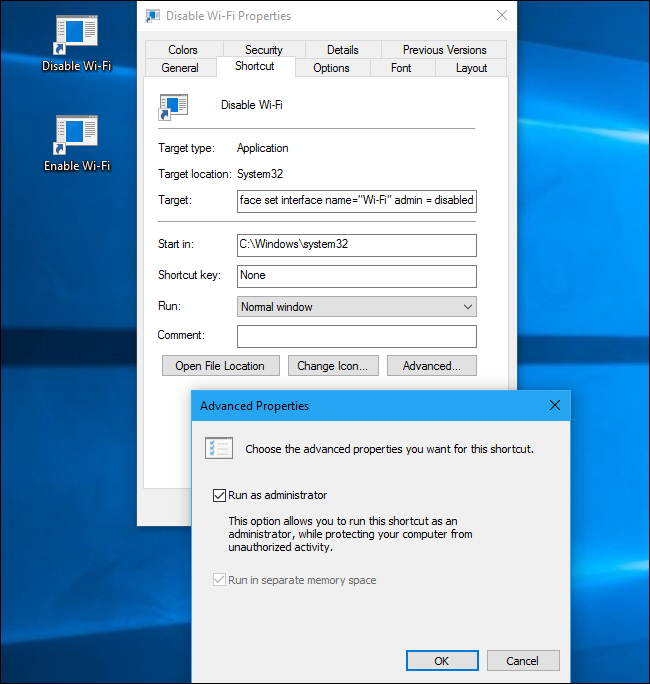 Disable Wi-Fi
Enable Wi-Fi
Disable Wi-Fi Properties
Colors Security Details Previous Versions
General Shortcut Options Font Layout
Disable Wi-Fi
Target type: Application
Target location: System32
Target: face set interface name="Wi-Fi" admin = disabled
Start in: C:\Windows\system32
Shortcut key: None
Run: Normal window
Comment:
Open File Location Change Icon... Advanced...
Advanced Properties
Choose the advanced properties you want for this shortcut.
Run as administrator
This option allows you to run this shortcut as an
administrator, while protecting your computer from
unauthorized activity.
Run in separate memory space
OK Cancel